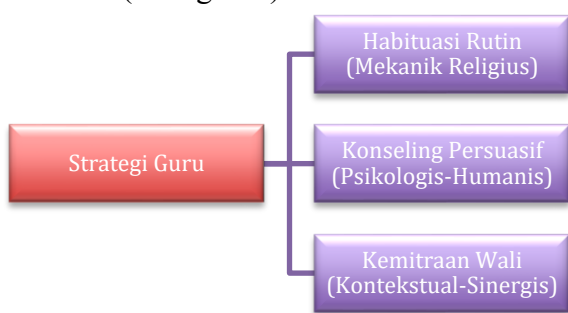 Habituasi Rutin
(Mekanik Religius)
Strategi Guru
Konseling Persuasif
(Psikologis-Humanis)
Kemitraan Wali
(Kontekstual-Sinergis)